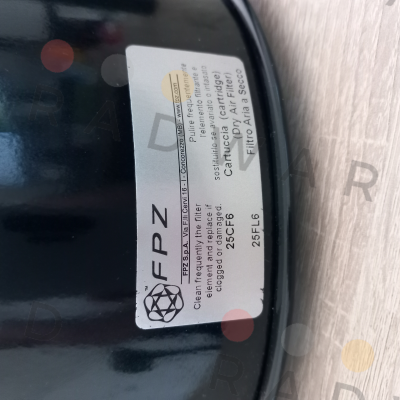 FPZ
FPZ S.p.A. Via F.lli Cervi 16 - I - Concorezzo (MB) - www.fpz.com
Clean frequently the filter
element and replace if
clogged or damaged.
Pulire frequentemente
l'elemento filtrante e
sostituirlo se avariato o intasato
25CF6 Cartuccia (cartridge)
(Dry Air Filter)
25FL6 Filtro Aria a Secco